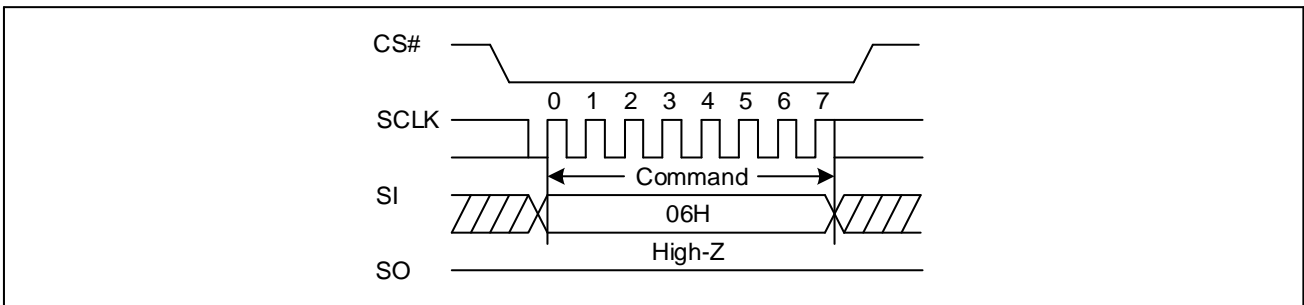 CS#
0 1 2 3 4 5 6 7
SCLK
Command
SI
06H
High-Z
SO